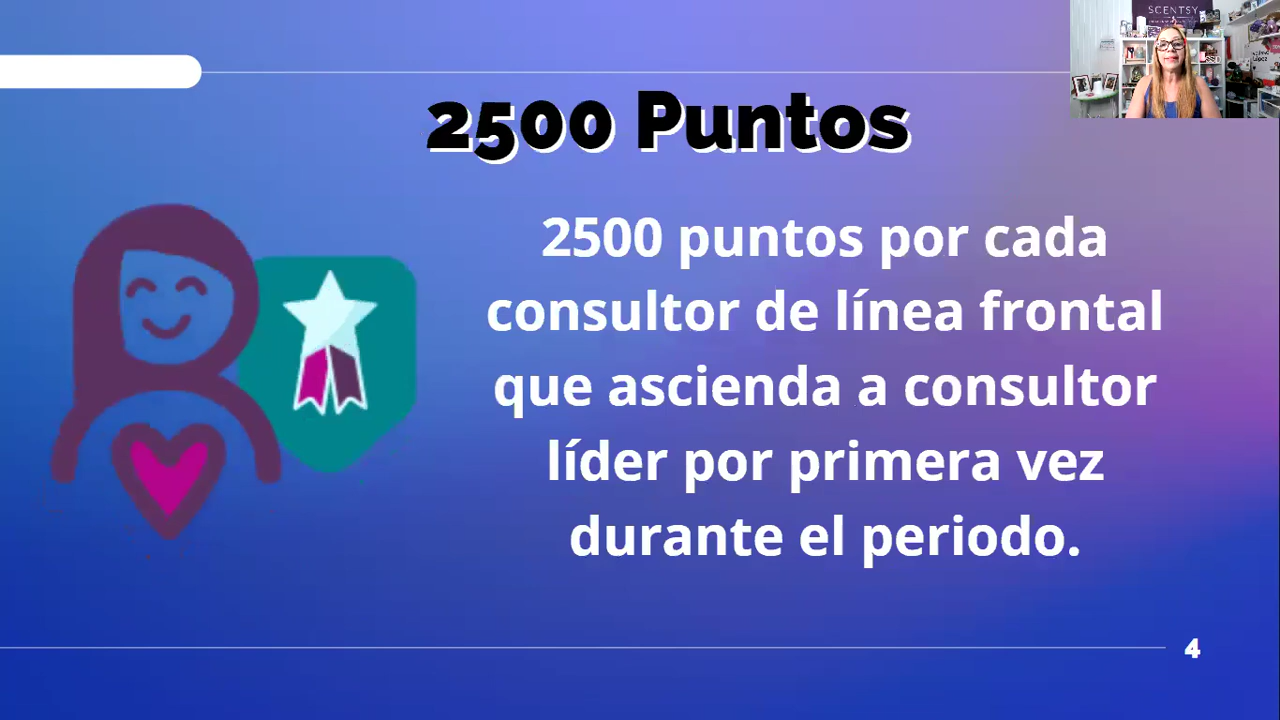 SCENTSY
2500 Puntos
2500 puntos por cada
consultor de línea frontal
que ascienda a consultor
líder por primera vez
durante el periodo.
4